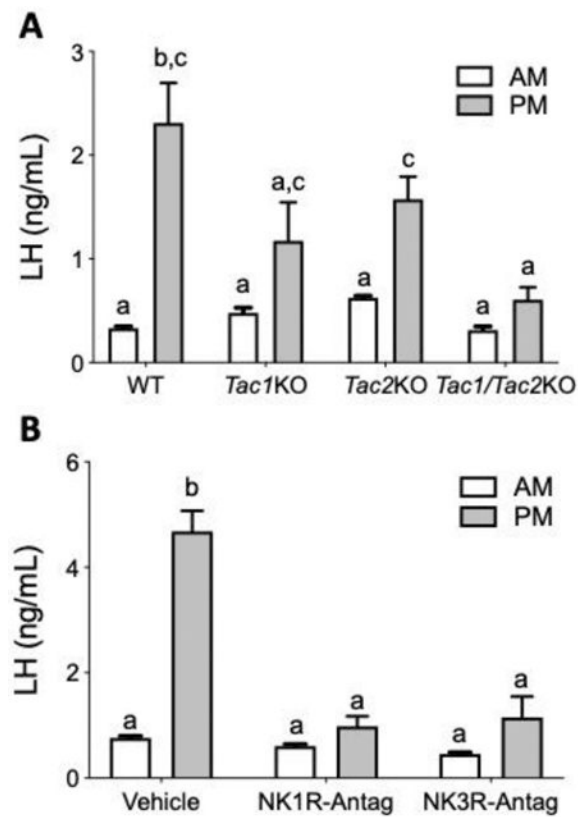 A
3
2
1
0
LH (ng/mL)
AM
PM
a
b,c
a
a,c
a
c
a
a
WT
Tac1KO
Tac2KO
Tac1/Tac2KO
B
6
4
2
0
LH (ng/mL)
AM
PM
a
b
a
a
a
a
Vehicle
NK1R-Antag
NK3R-Antag